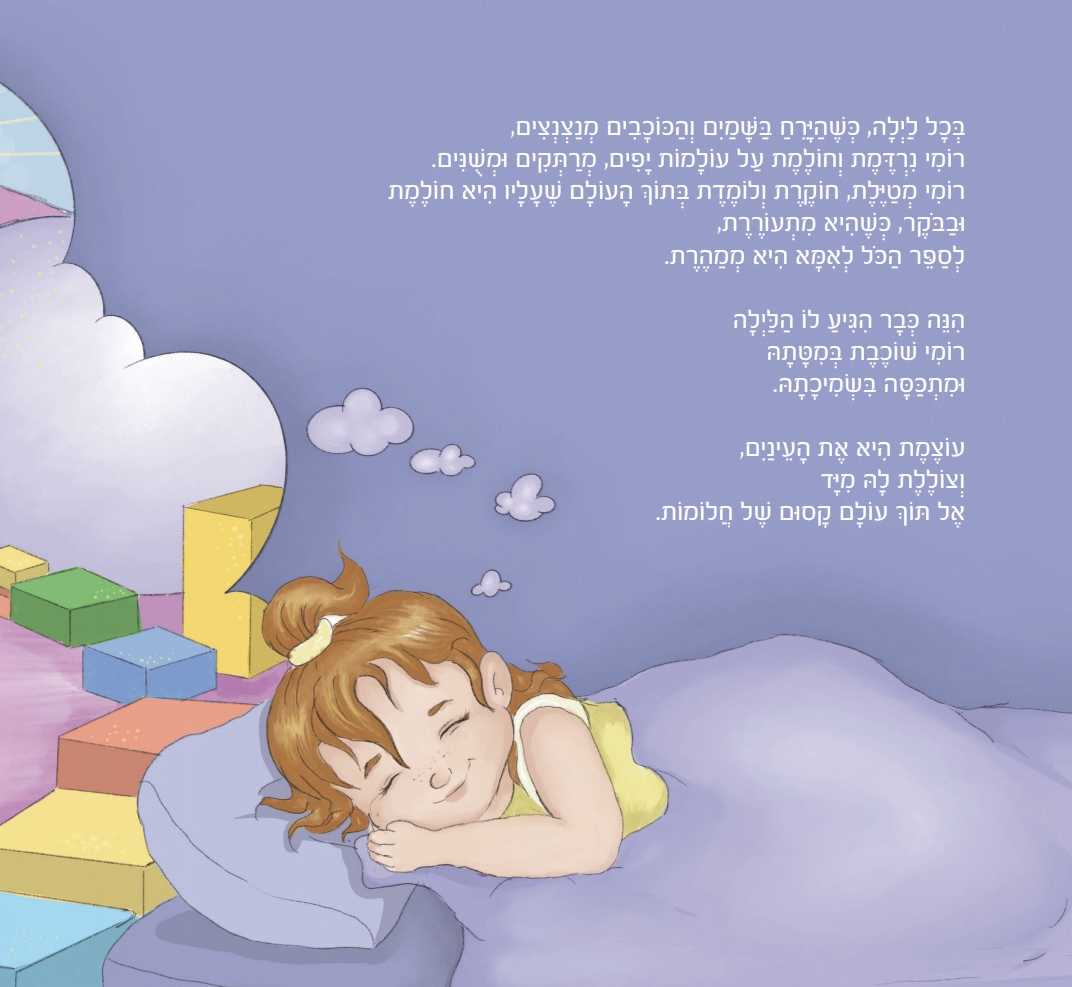 בְּכָל לַיְלָה, כְּשֶׁהַיָּרֵחַ בַּשָּׁמַיִם וְהַכּוֹכָבִים מְנַצְנְצִים,
רוֹמִי נִרְדֶּמֶת וְחוֹלֶמֶת עַל עוֹלָמוֹת יָפִים, מְרַתְּקִים וּמְשֻׁנִּים.
רוֹמִי מְטַיֶּלֶת, חוֹקֶרֶת וְלוֹמֶדֶת בְּתוֹךְ הָעוֹלָם שֶׁעָלָיו הִיא חוֹלֶמֶת
וּבַבֹּקֶר, כְּשֶׁהִיא מִתְעוֹרֶרֶת,
לְסַפֵּר הַכֹּל לְאִמָּא הִיא מְמַהֶרֶת.
הִנֵּה כְּבָר הִגִּיעַ לוֹ הַלַּיְלָה
רוֹמִי שׁוֹכֶבֶת בְּמִטָּתָהּ
וּמִתְכַּסָּה בִּשְׂמִיכָתָהּ.
עוֹצֶמֶת הִיא אֶת הָעֵינַיִם,
וְצוֹלֶלֶת לָהּ מִיָּד
אֶל תּוֹךְ עוֹלָם קָסוּם שֶׁל חֲלוֹמוֹת.